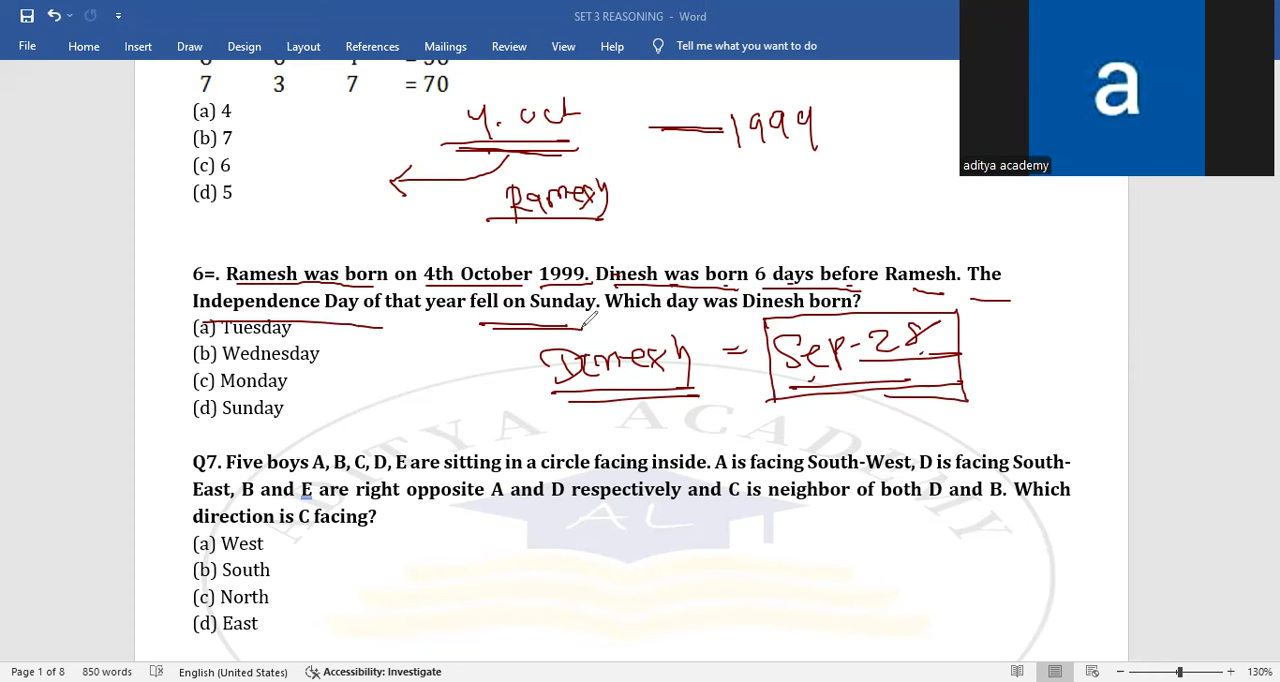 SET 3 REASONING - Word
File Home Insert Draw Design Layout References Mailings Review View Help Tell me what you want to do
a
aditya academy
7 3 7 = 70
(a) 4
(b) 7
(c) 6
(d) 5
4. oct — 1999
Ramesh
6=. Ramesh was born on 4th October 1999. Dinesh was born 6 days before Ramesh. The
Independence Day of that year fell on Sunday. Which day was Dinesh born?
(a) Tuesday
(b) Wednesday
(c) Monday
(d) Sunday
Dinesh = Sep-28
ADITYA ACADEMY
Q7. Five boys A, B, C, D, E are sitting in a circle facing inside. A is facing South-West, D is facing South-
East, B and E are right opposite A and D respectively and C is neighbor of both D and B. Which
direction is C facing?
(a) West
(b) South
(c) North
(d) East
Page 1 of 8 850 words English (United States) Accessibility: Investigate 130%